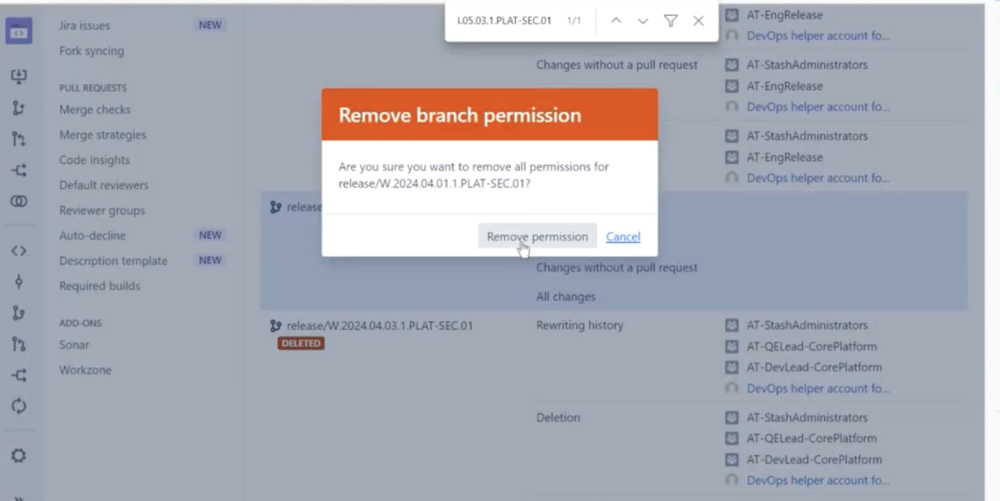 Jira issues NEW
Fork syncing
PULL REQUESTS
Merge checks
Merge strategies
Code Insights
Default reviewers
Reviewer groups
Auto-decline NEW
Description template NEW
Required builds
ADD-ONS
Sonar
Workzone
.05.03.1.PLAT-SEC.01 1/1
AT-EngRelease
DevOps helper account fo...
Changes without a pull request
AT-StashAdministrators
AT-EngRelease
DevOps helper account fo...
AT-StashAdministrators
AT-EngRelease
DevOps helper account fo...
Remove branch permission
Are you sure you want to remove all permissions for
release/W.2024.04.01.1.PLAT-SEC.01?
Remove permission Cancel
release
Changes without a pull request
All changes
release/W.2024.04.03.1.PLAT-SEC.01
DELETED
Rewriting history
AT-StashAdministrators
AT-QELead-CorePlatform
AT-DevLead-CorePlatform
DevOps helper account fo...
Deletion
AT-StashAdministrators
AT-QELead-CorePlatform
AT-DevLead-CorePlatform
DevOps helper account fo...